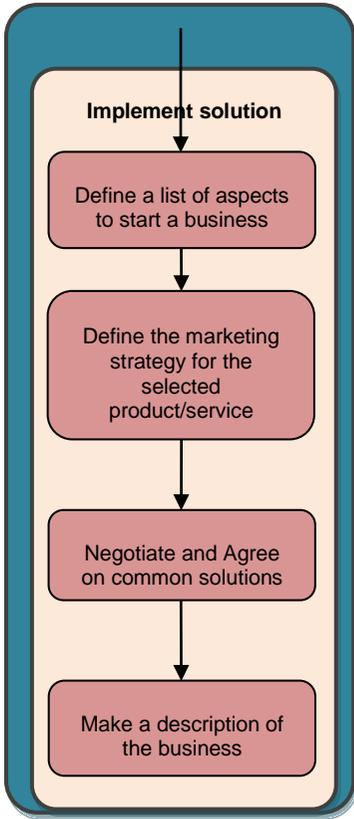 Implement solution
Define a list of aspects
to start a business
Define the marketing
strategy for the
selected
product/service
Negotiate and Agree
on common solutions
Make a description of
the business